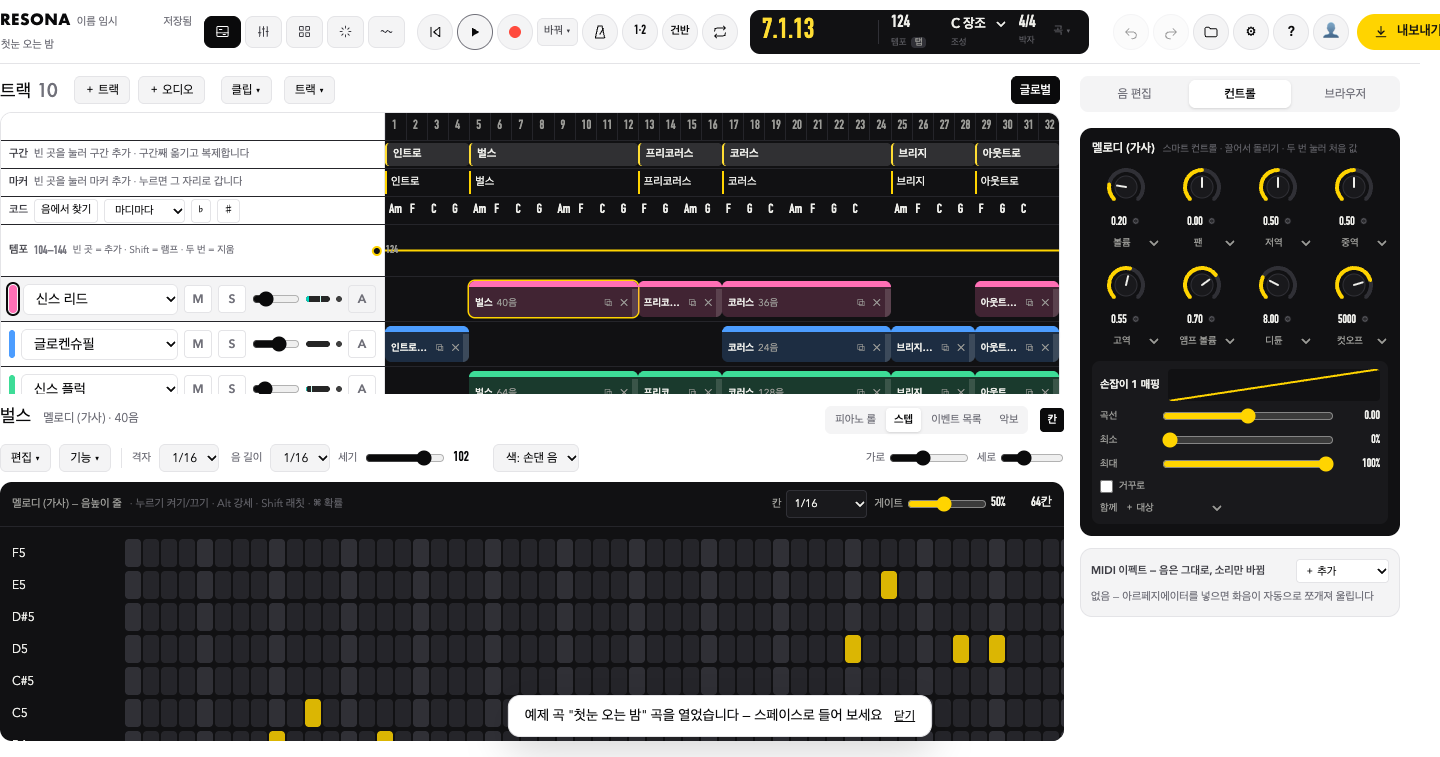 RESONA 이름 임시 저장됨
첫눈 오는 밤
1·2 건반 바꿔 ▾
7.1.13 124 C 장조 4/4 곡 ▾
템포 탭 조성 박자
? 내보내기
트랙 10 + 트랙 + 오디오 클립 ▾ 트랙 ▾ 글로벌
1 2 3 4 5 6 7 8 9 10 11 12 13 14 15 16 17 18 19 20 21 22 23 24 25 26 27 28 29 30 31 32
구간 빈 곳을 눌러 구간 추가 · 구간째 옮기고 복제합니다 인트로 벌스 프리코러스 코러스 브리지 아웃트로
마커 빈 곳을 눌러 마커 추가 · 누르면 그 자리로 갑니다 인트로 벌스 프리코러스 코러스 브리지 아웃트로
코드 음에서 찾기 마디마다 ♭ # Am F C G Am F C G Am F C G F G Am G F G C Am F C Am F C G F G C
템포 104–144 빈 곳 = 추가 · Shift = 램프 · 두 번 = 지움 124
신스 리드 M S A 벌스 40음 프리코... 코러스 36음 아웃트...
글로켄슈필 M S A 인트로... 코러스 24음 브리지... 아웃트...
신스 플럭 M S A 벌스 64음 프리코... 코러스 128음 브리지... 아웃트...
벌스 멜로디 (가사) · 40음 피아노 롤 스텝 이벤트 목록 악보 칸
편집 ▾ 기능 ▾ 격자 1/16 음 길이 1/16 세기 102 색: 손댄 음 가로 세로
멜로디 (가사) – 음높이 줄 · 누르기 켜기/끄기 · Alt 강세 · Shift 래칫 · ⌘ 확률 칸 1/16 게이트 50% 64칸
F5
E5
D#5
D5
C#5
C5
예제 곡 "첫눈 오는 밤" 곡을 열었습니다 – 스페이스로 들어 보세요 닫기
음 편집 컨트롤 브라우저
멜로디 (가사) 스마트 컨트롤 · 끌어서 돌리기 · 두 번 눌러 처음 값
0.20 0.00 0.50 0.50
볼륨 팬 저역 중역
0.55 0.70 8.00 5000
고역 앰프 볼륨 디튠 컷오프
손잡이 1 매핑
곡선 0.00
최소 0%
최대 100%
거꾸로
함께 + 대상
MIDI 이펙트 – 음은 그대로, 소리만 바뀜 + 추가
없음 – 아르페지에이터를 넣으면 화음이 자동으로 쪼개져 울립니다